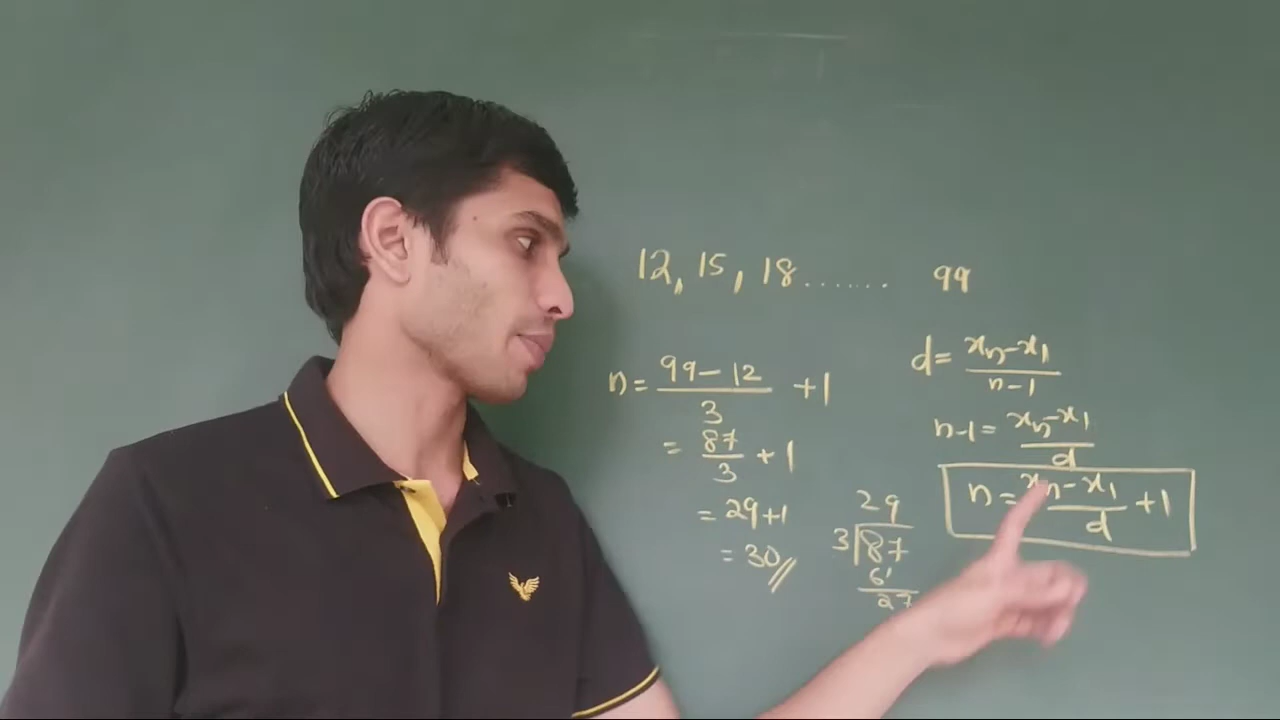 12, 15, 18....... 99
n = 99 - 12 / 3 + 1
= 87 / 3 + 1
= 29 + 1
= 30 //
29
3 | 87
6'
27
d = xn - x1 / n - 1
n - 1 = xn - x1 / d
n = xn - x1 / d + 1